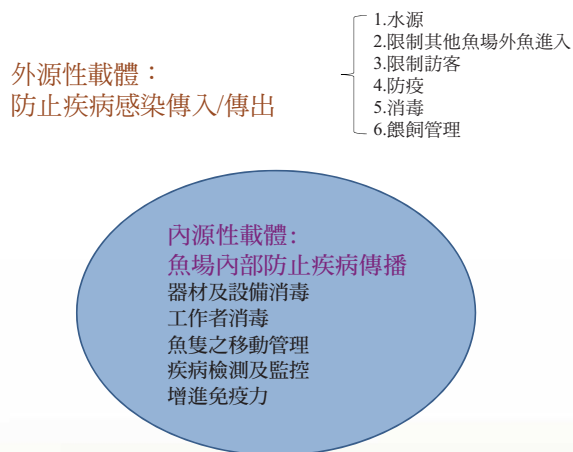 外源性載體：
防止疾病感染傳入/傳出
1.水源
2.限制其他魚場外魚進入
3.限制訪客
4.防疫
5.消毒
6.餵飼管理
內源性載體:
魚場內部防止疾病傳播
器材及設備消毒
工作者消毒
魚隻之移動管理
疾病檢測及監控
增進免疫力